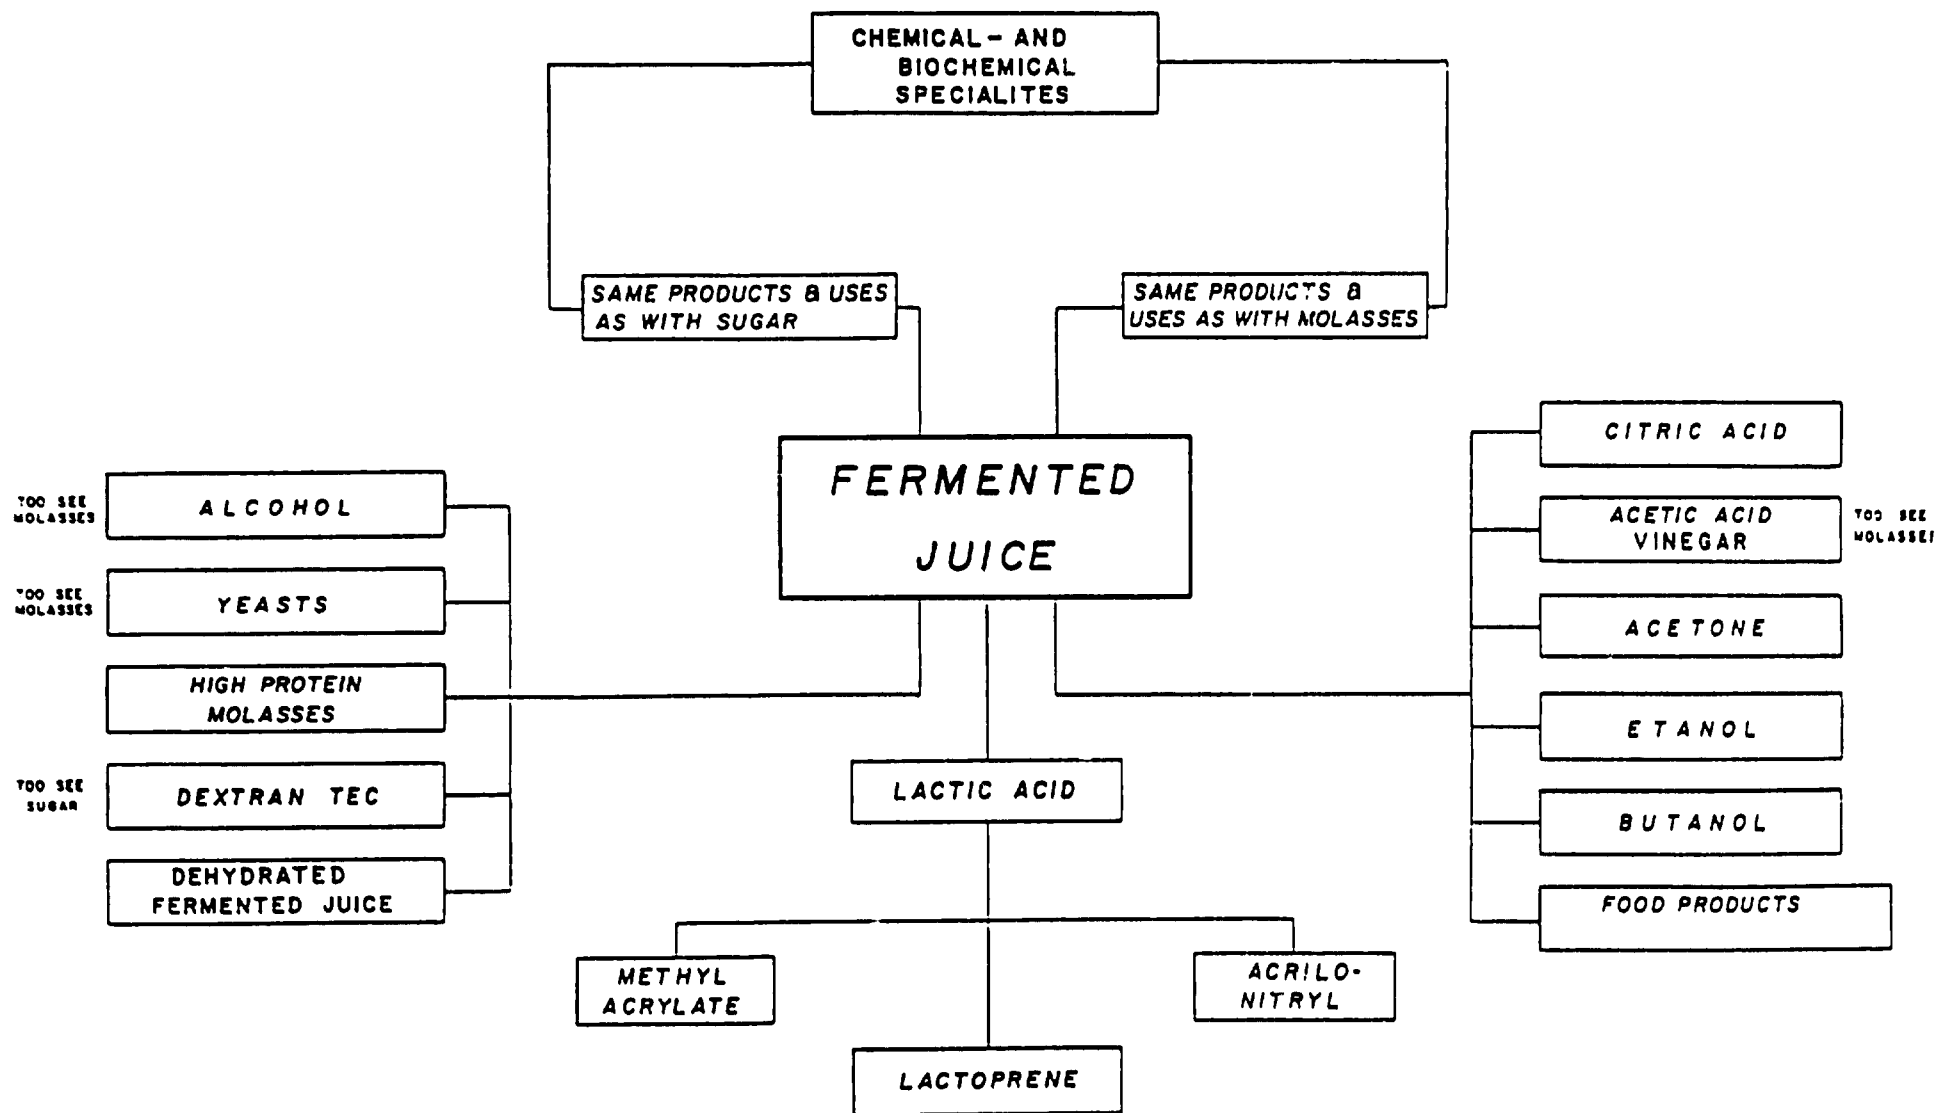 CHEMICAL- AND
BIOCHEMICAL
SPECIALITES
SAME PRODUCTS & USES
AS WITH SUGAR
SAME PRODUCTS &
USES AS WITH MOLASSES
FERMENTED
JUICE
TOO SEE
MOLASSES
ALCOHOL
TOO SEE
MOLASSES
YEASTS
HIGH PROTEIN
MOLASSES
TOO SEE
SUGAR
DEXTRAN TEC
DEHYDRATED
FERMENTED JUICE
LACTIC ACID
METHYL
ACRYLATE
ACRILO-
NITRYL
LACTOPRENE
CITRIC ACID
ACETIC ACID
VINEGAR
TOO SEE
MOLASSES
ACETONE
ETANOL
BUTANOL
FOOD PRODUCTS